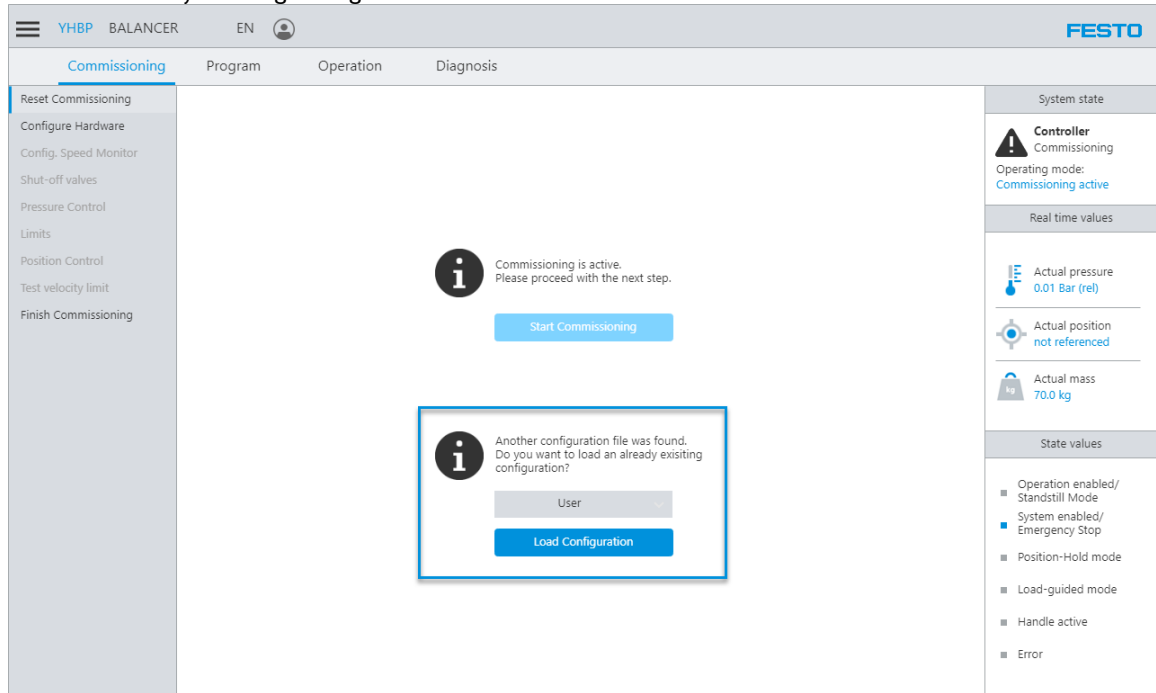 YHBP BALANCER EN FESTO
Commissioning Program Operation Diagnosis
Reset Commissioning
Configure Hardware
Config. Speed Monitor
Shut-off valves
Pressure Control
Limits
Position Control
Test velocity limit
Finish Commissioning
Commissioning is active.
Please proceed with the next step.
Start Commissioning
Another configuration file was found.
Do you want to load an already exisiting
configuration?
User
Load Configuration
System state
Controller
Commissioning
Operating mode:
Commissioning active
Real time values
Actual pressure
0.01 Bar (rel)
Actual position
not referenced
kg
Actual mass
70.0 kg
State values
Operation enabled/
Standstill Mode
System enabled/
Emergency Stop
Position-Hold mode
Load-guided mode
Handle active
Error